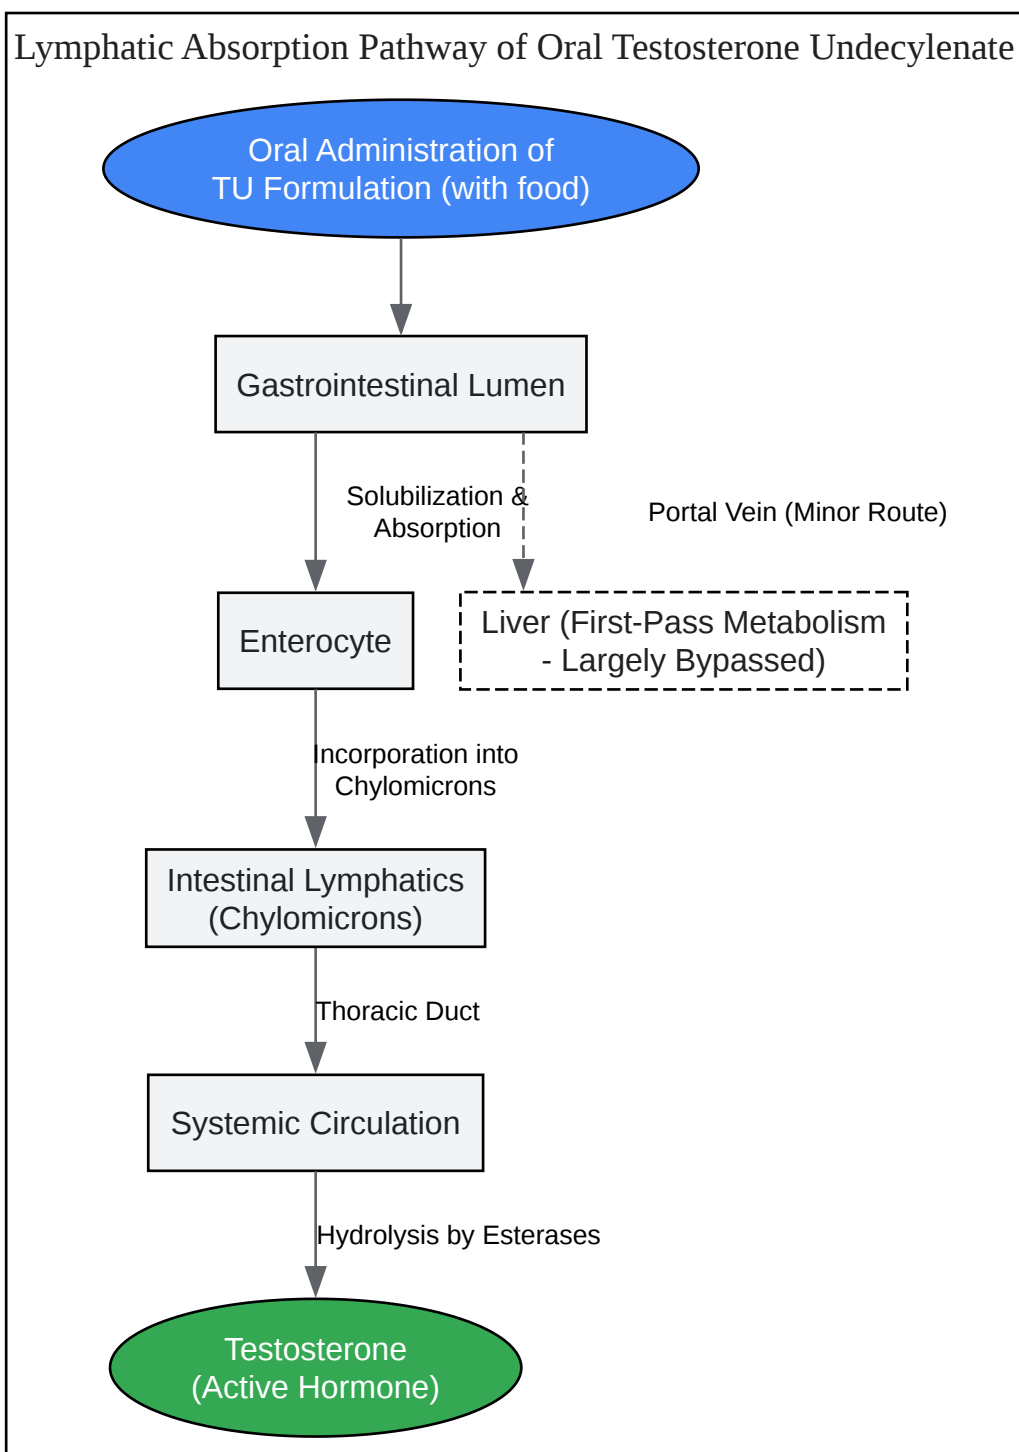 Lymphatic Absorption Pathway of Oral Testosterone Undecylenate
Oral Administration of
TU Formulation (with food)
Gastrointestinal Lumen
Solubilization &
Absorption
Portal Vein (Minor Route)
Enterocyte
Liver (First-Pass Metabolism
- Largely Bypassed)
Incorporation into
Chylomicrons
Intestinal Lymphatics
(Chylomicrons)
Thoracic Duct
Systemic Circulation
Hydrolysis by Esterases
Testosterone
(Active Hormone)